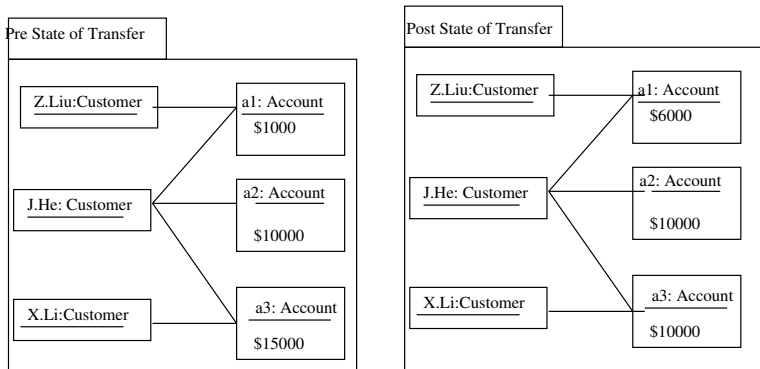 Pre State of Transfer
Z.Liu:Customer
a1: Account
$1000
J.He: Customer
a2: Account
$10000
X.Li:Customer
a3: Account
$15000
Post State of Transfer
Z.Liu:Customer
a1: Account
$6000
J.He: Customer
a2: Account
$10000
X.Li:Customer
a3: Account
$10000